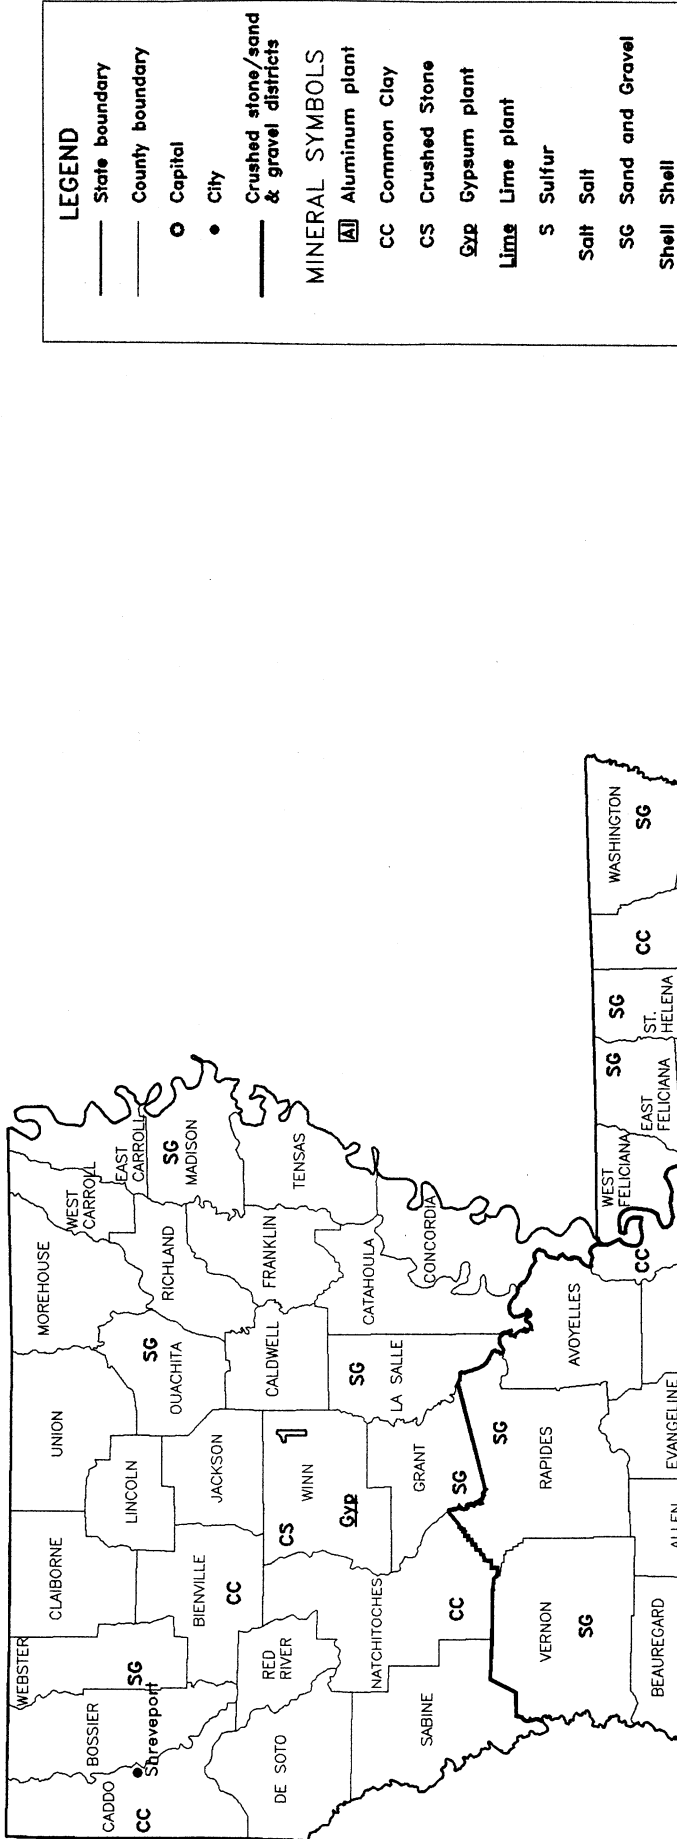 LEGEND
State boundary
County boundary
Capital
City
Crushed stone/sand
& gravel districts
MINERAL SYMBOLS
Al Aluminum plant
CC Common Clay
CS Crushed Stone
Gyp Gypsum plant
Lime Lime plant
S Sulfur
Salt Salt
SG Sand and Gravel
Shell Shell
CADDO
CC
Shreveport
BOSSIER
WEBSTER
SG
CLAIBORNE
LINCOLN
UNION
MOREHOUSE
WEST
CARROLL
EAST
CARROLL
BIENVILLE
CC
JACKSON
SG
OUACHITA
RICHLAND
SG
MADISON
DE SOTO
RED
RIVER
CS
WINN
1
Gyp
CALDWELL
FRANKLIN
TENSAS
SABINE
NATCHITOCHES
CC
GRANT
SG
SG
LA SALLE
CATAHOULA
CONCORDIA
VERNON
SG
SG
RAPIDES
AVOYELLES
CC
WEST
FELICIANA
SG
EAST
FELICIANA
SG
ST.
HELENA
CC
WASHINGTON
SG
BEAUREGARD
ALLEN
EVANGELINE